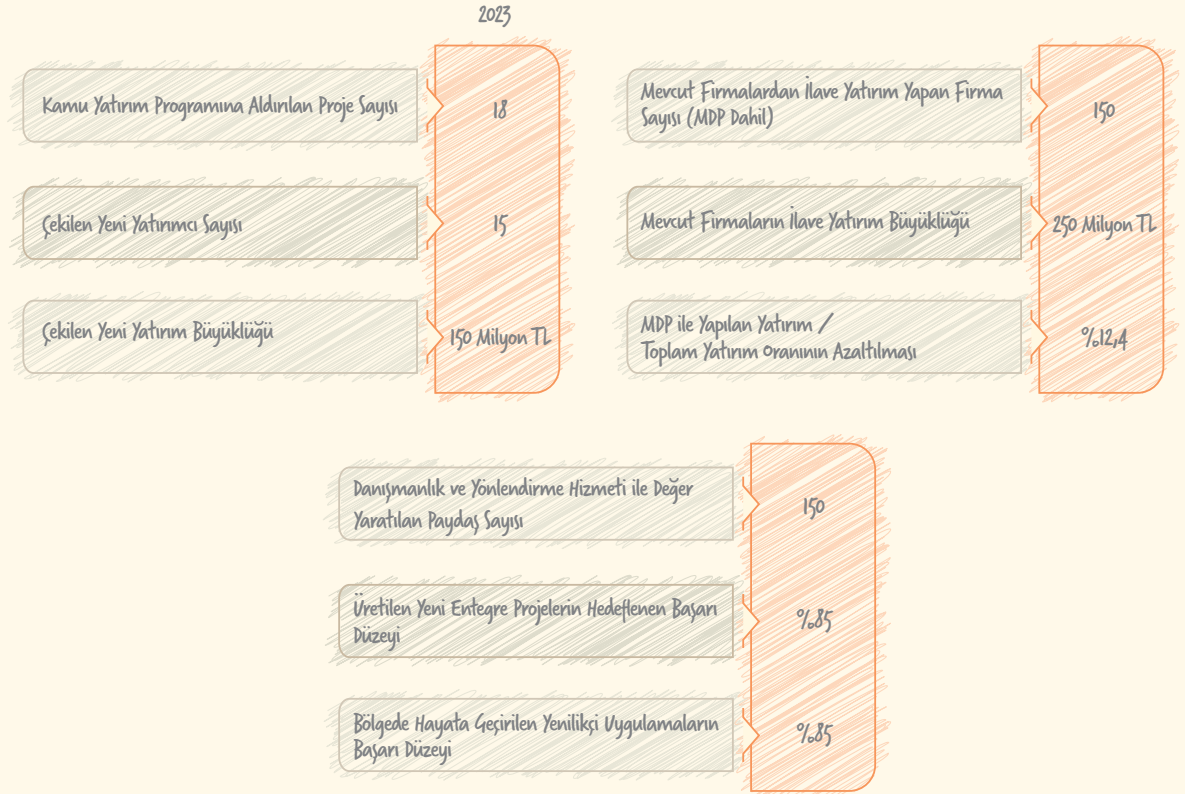 2023
Kamu Yatırım Programına Aldırılan Proje Sayısı
18
Çekilen Yeni Yatırımcı Sayısı
15
Çekilen Yeni Yatırım Büyüklüğü
150 Milyon TL
Mevcut Firmalardan İlave Yatırım Yapan Firma
Sayısı (MDP Dahil)
150
Mevcut Firmaların İlave Yatırım Büyüklüğü
250 Milyon TL
MDP ile Yapılan Yatırım /
Toplam Yatırım Oranının Azaltılması
%12,4
Danışmanlık ve Yönlendirme Hizmeti ile Değer
Yaratılan Paydaş Sayısı
150
Üretilen Yeni Entegre Projelerin Hedeflenen Başarı
Düzeyi
%85
Bölgede Hayata Geçirilen Yenilikçi Uygulamaların
Başarı Düzeyi
%85